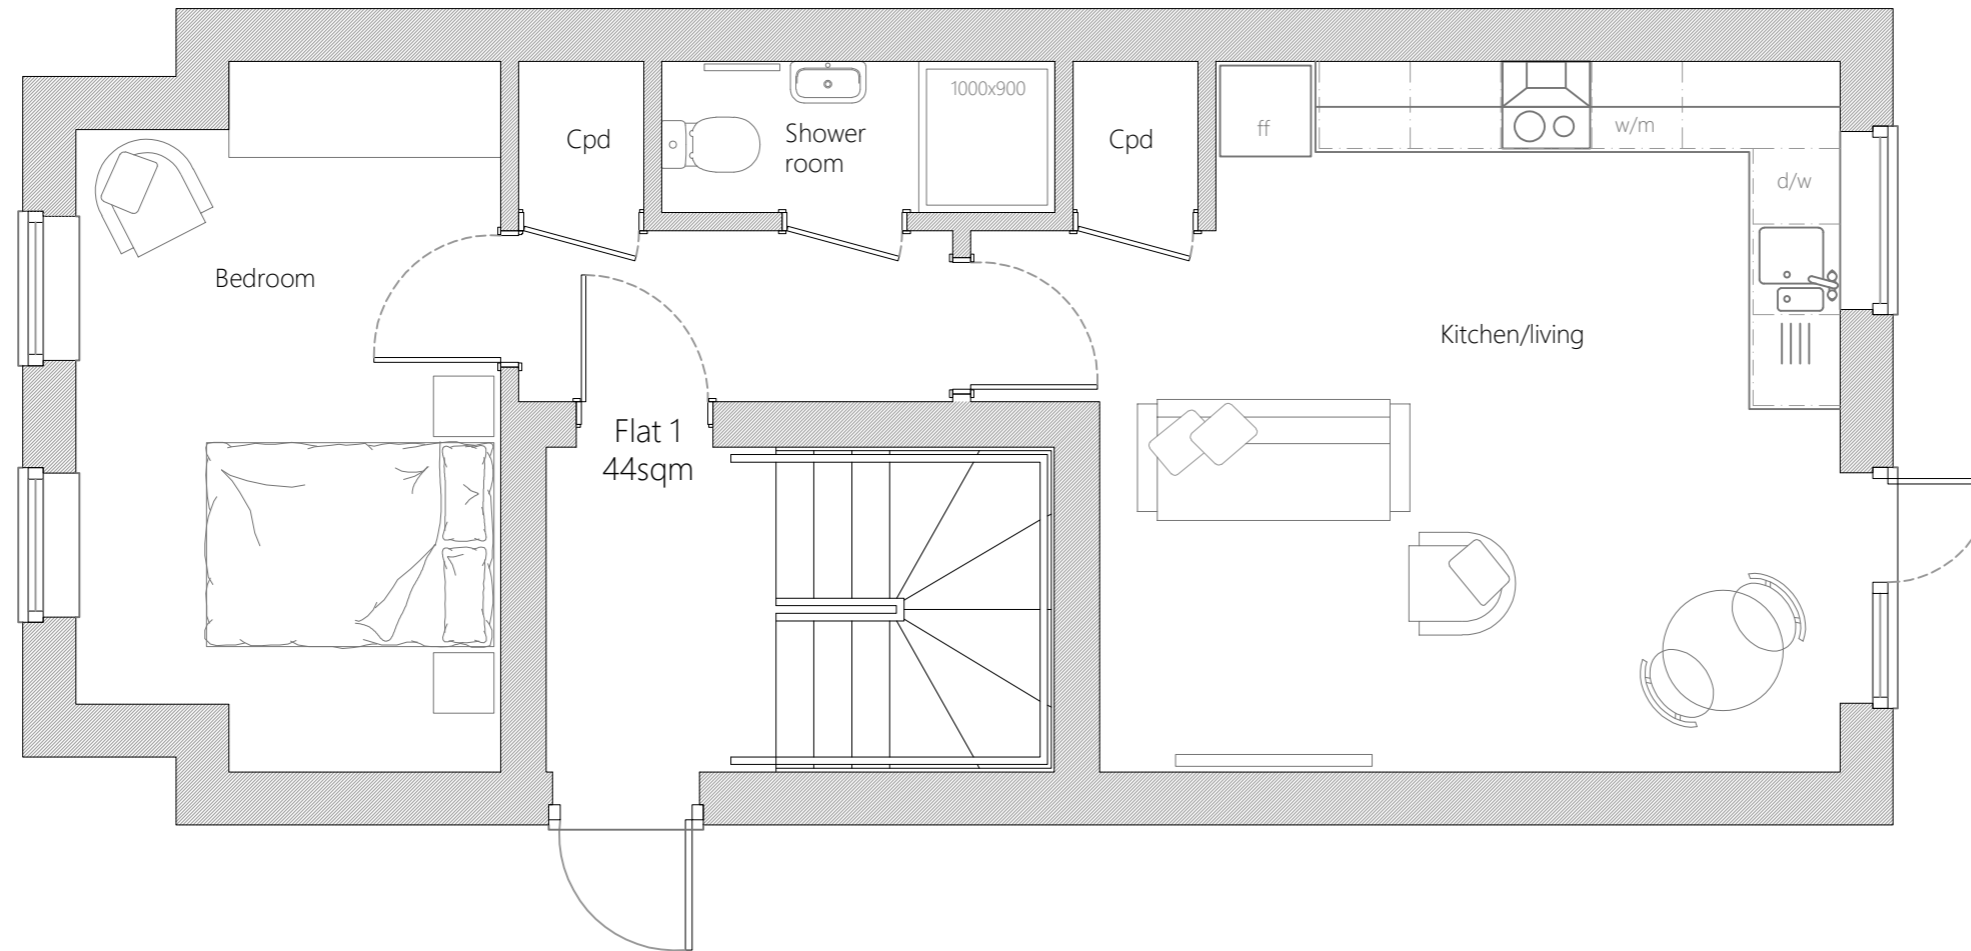 1000x900
Cpd
Shower
room
Cpd
ff
w/m
d/w
Bedroom
Kitchen/living
Flat 1
44sqm